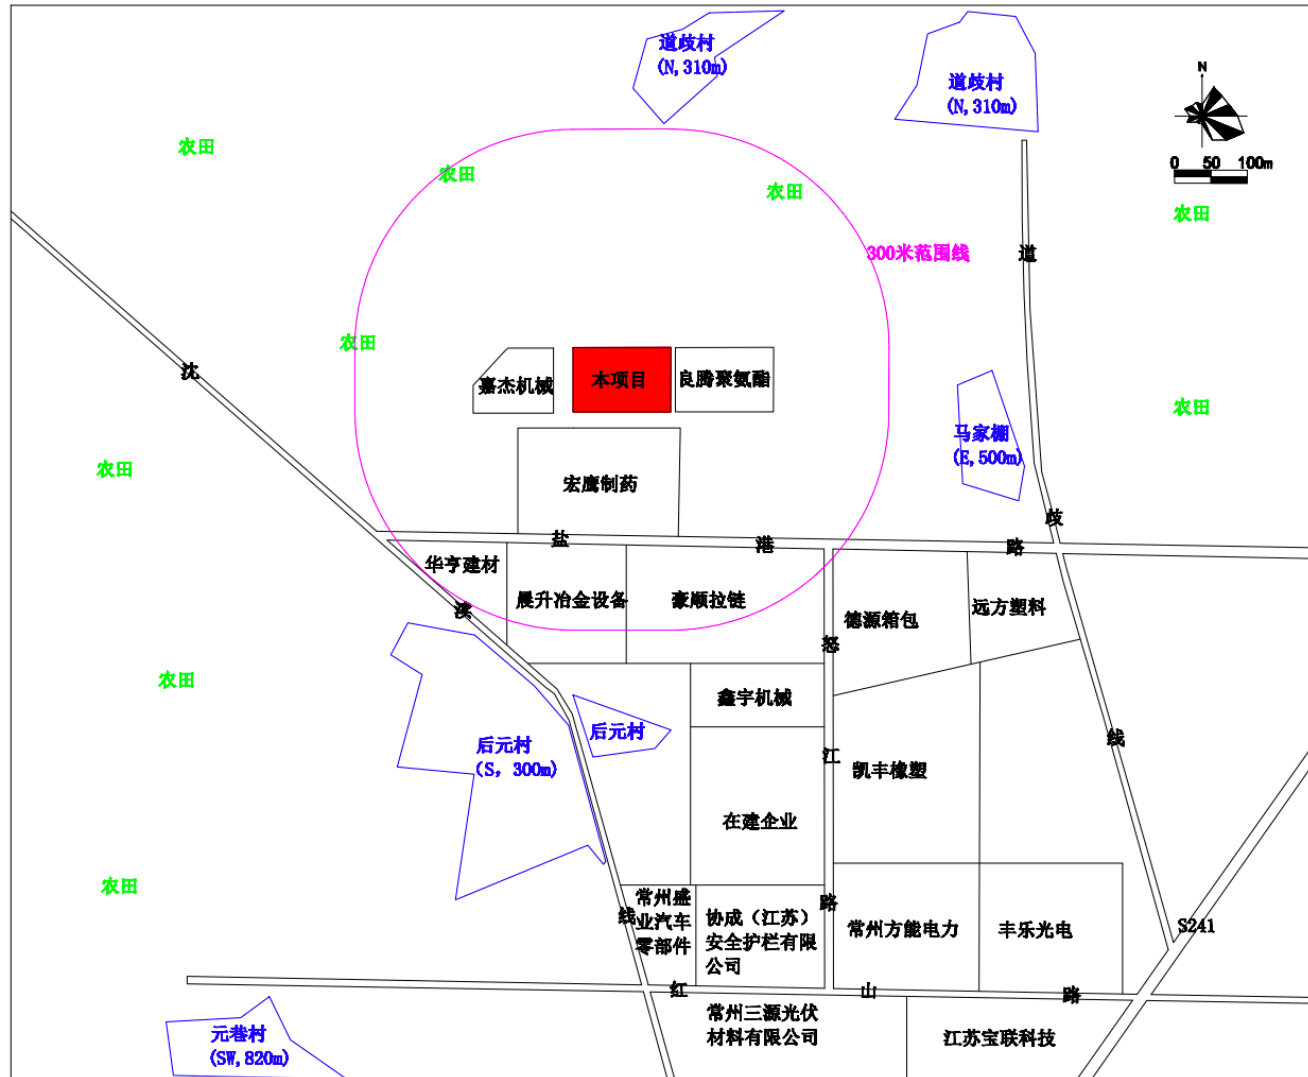 道歧村
(N,310m)
道歧村
(N,310m)
N
0 50 100m
农田
农田
农田
农田
300米范围线
道
农田
沈
嘉杰机械
本项目
良腾聚氨酯
农田
马家棚
(E,500m)
农田
宏鹰制药
歧
盐
港
路
华亨建材
滨
晨升冶金设备
豪顺拉链
德源箱包
远方塑料
怒
农田
鑫宇机械
后元村
后元村
(S, 300m)
江
线
凯丰橡塑
在建企业
农田
常州盛
业汽车
零部件
线
协成（江苏）
安全护栏有限
公司
路
常州方能电力
丰乐光电
S241
红
山
路
常州三源光伏
材料有限公司
江苏宝联科技
元巷村
(SW,820m)